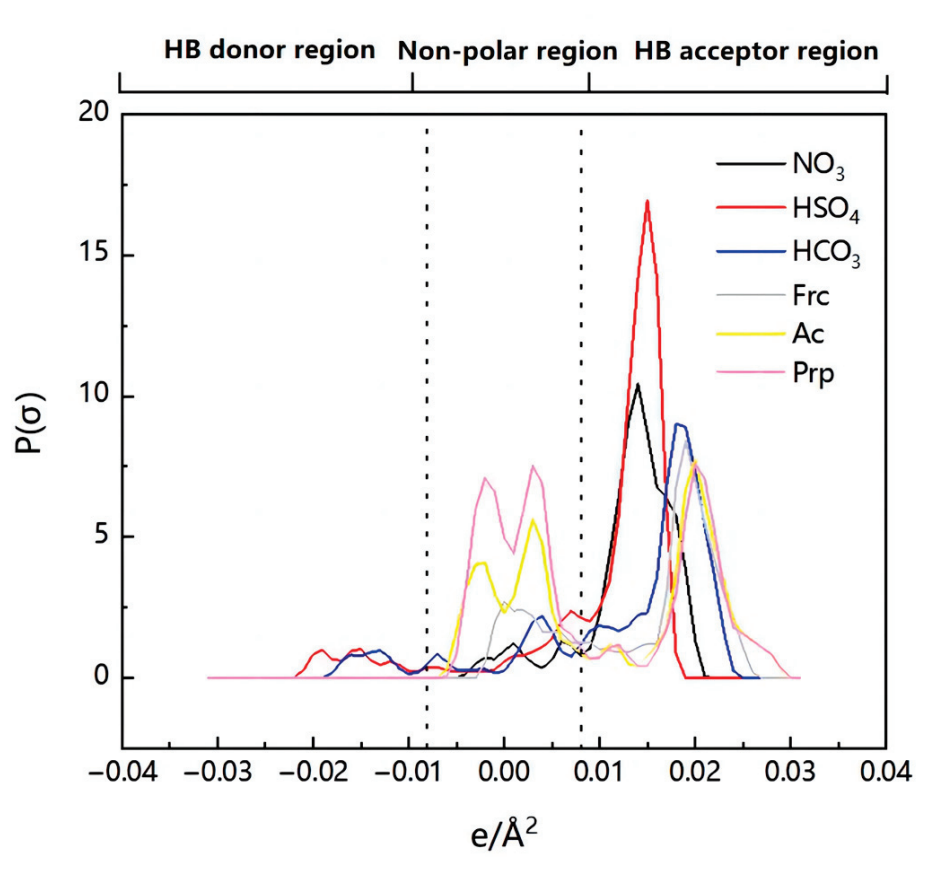 HB donor region Non-polar region HB acceptor region
20
15
10
5
0
P(σ)
NO₃
HSO₄
HCO₃
Frc
Ac
Prp
−0.04 −0.03 −0.02 −0.01 0.00 0.01 0.02 0.03 0.04
e/Å²